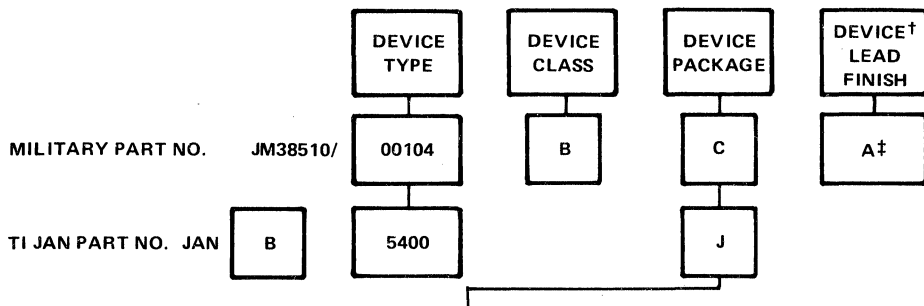 DEVICE TYPE
DEVICE CLASS
DEVICE PACKAGE
DEVICE† LEAD FINISH
MILITARY PART NO. JM38510/ 00104 B C A‡
TI JAN PART NO. JAN B 5400 J